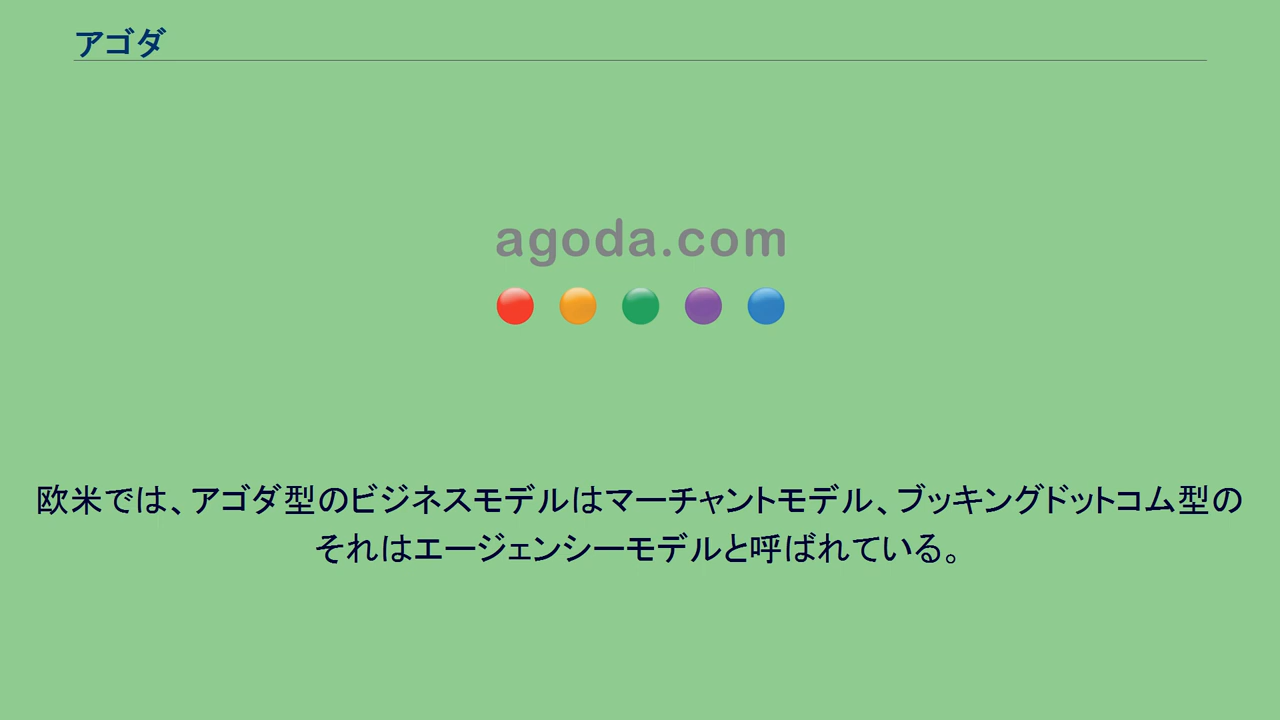 アゴダ
agoda.com
欧米では、アゴダ型のビジネスモデルはマーチャントモデル、ブッキングドットコム型の
それはエージェンシーモデルと呼ばれている。